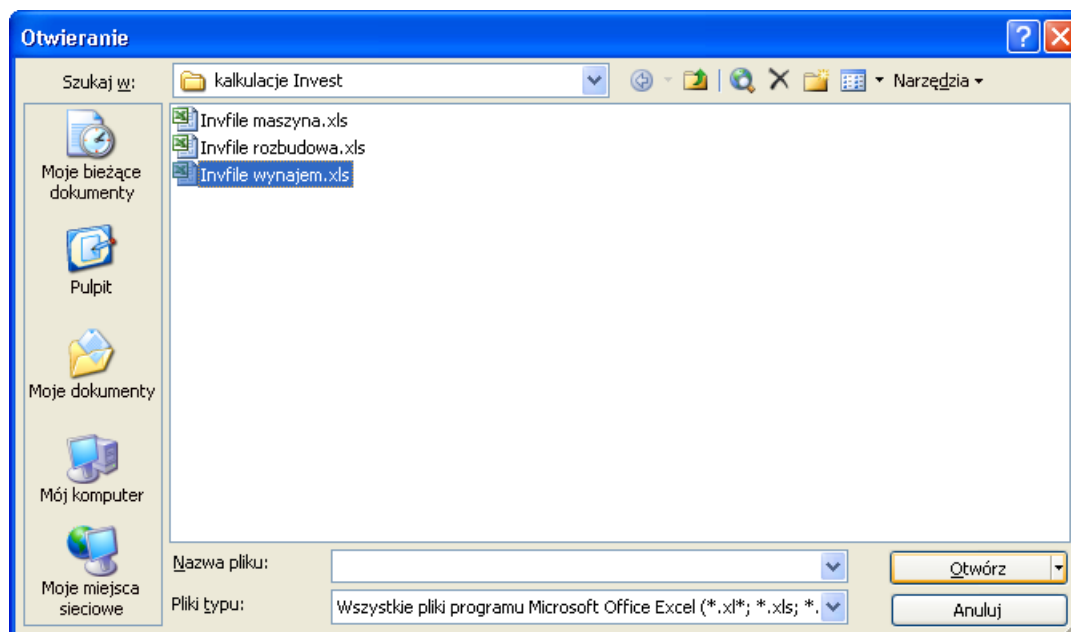 Otwieranie
Szukaj w:
kalkulacje Invest
Narzędzia
Invfile maszyna.xls
Invfile rozbudowa.xls
Invfile wynajem.xls
Moje bieżące
dokumenty
Pulpit
Moje dokumenty
Mój komputer
Moje miejsca
sieciowe
Nazwa pliku:
Otwórz
Pliki typu:
Wszystkie pliki programu Microsoft Office Excel (*.xl*; *.xls; *.
Anuluj